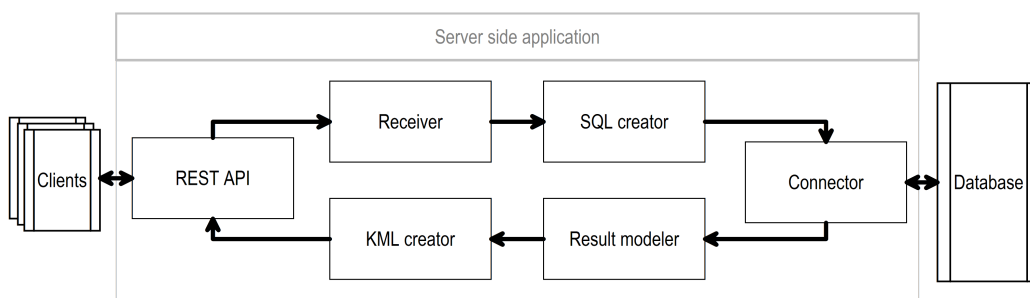 Server side application
Receiver
SQL creator
Clients
REST API
Connector
Database
KML creator
Result modeler